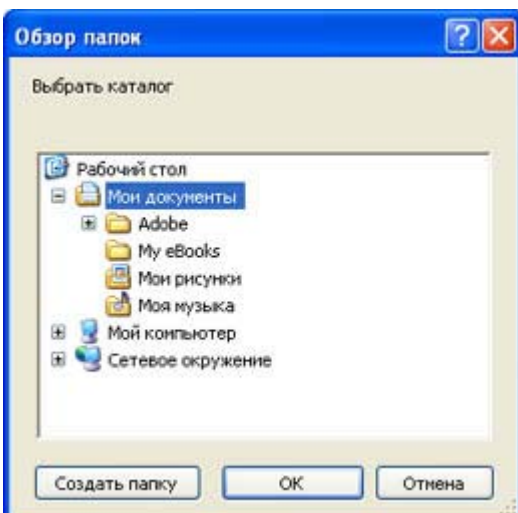 Обзор папок
Выбрать каталог
Рабочий стол
Мои документы
Adobe
My eBooks
Мои рисунки
Моя музыка
Мой компьютер
Сетевое окружение
Создать папку ОК Отмена